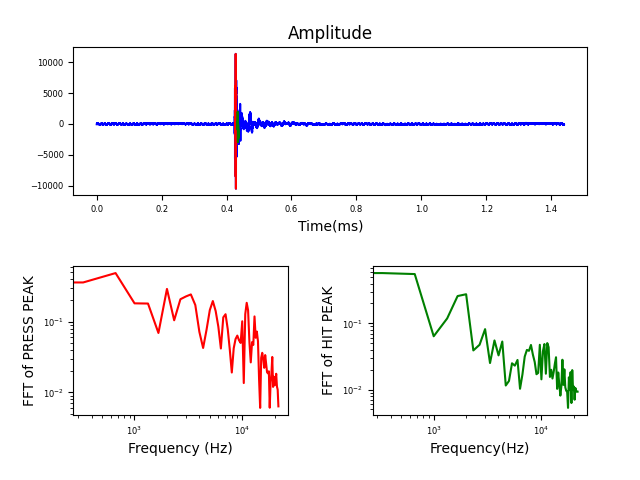 Amplitude
10000
5000
0
−5000
−10000
0.0 0.2 0.4 0.6 0.8 1.0 1.2 1.4
Time(ms)
FFT of PRESS PEAK
10⁻¹
10⁻²
10³ 10⁴
Frequency (Hz)
FFT of HIT PEAK
10⁻¹
10⁻²
10³ 10⁴
Frequency(Hz)